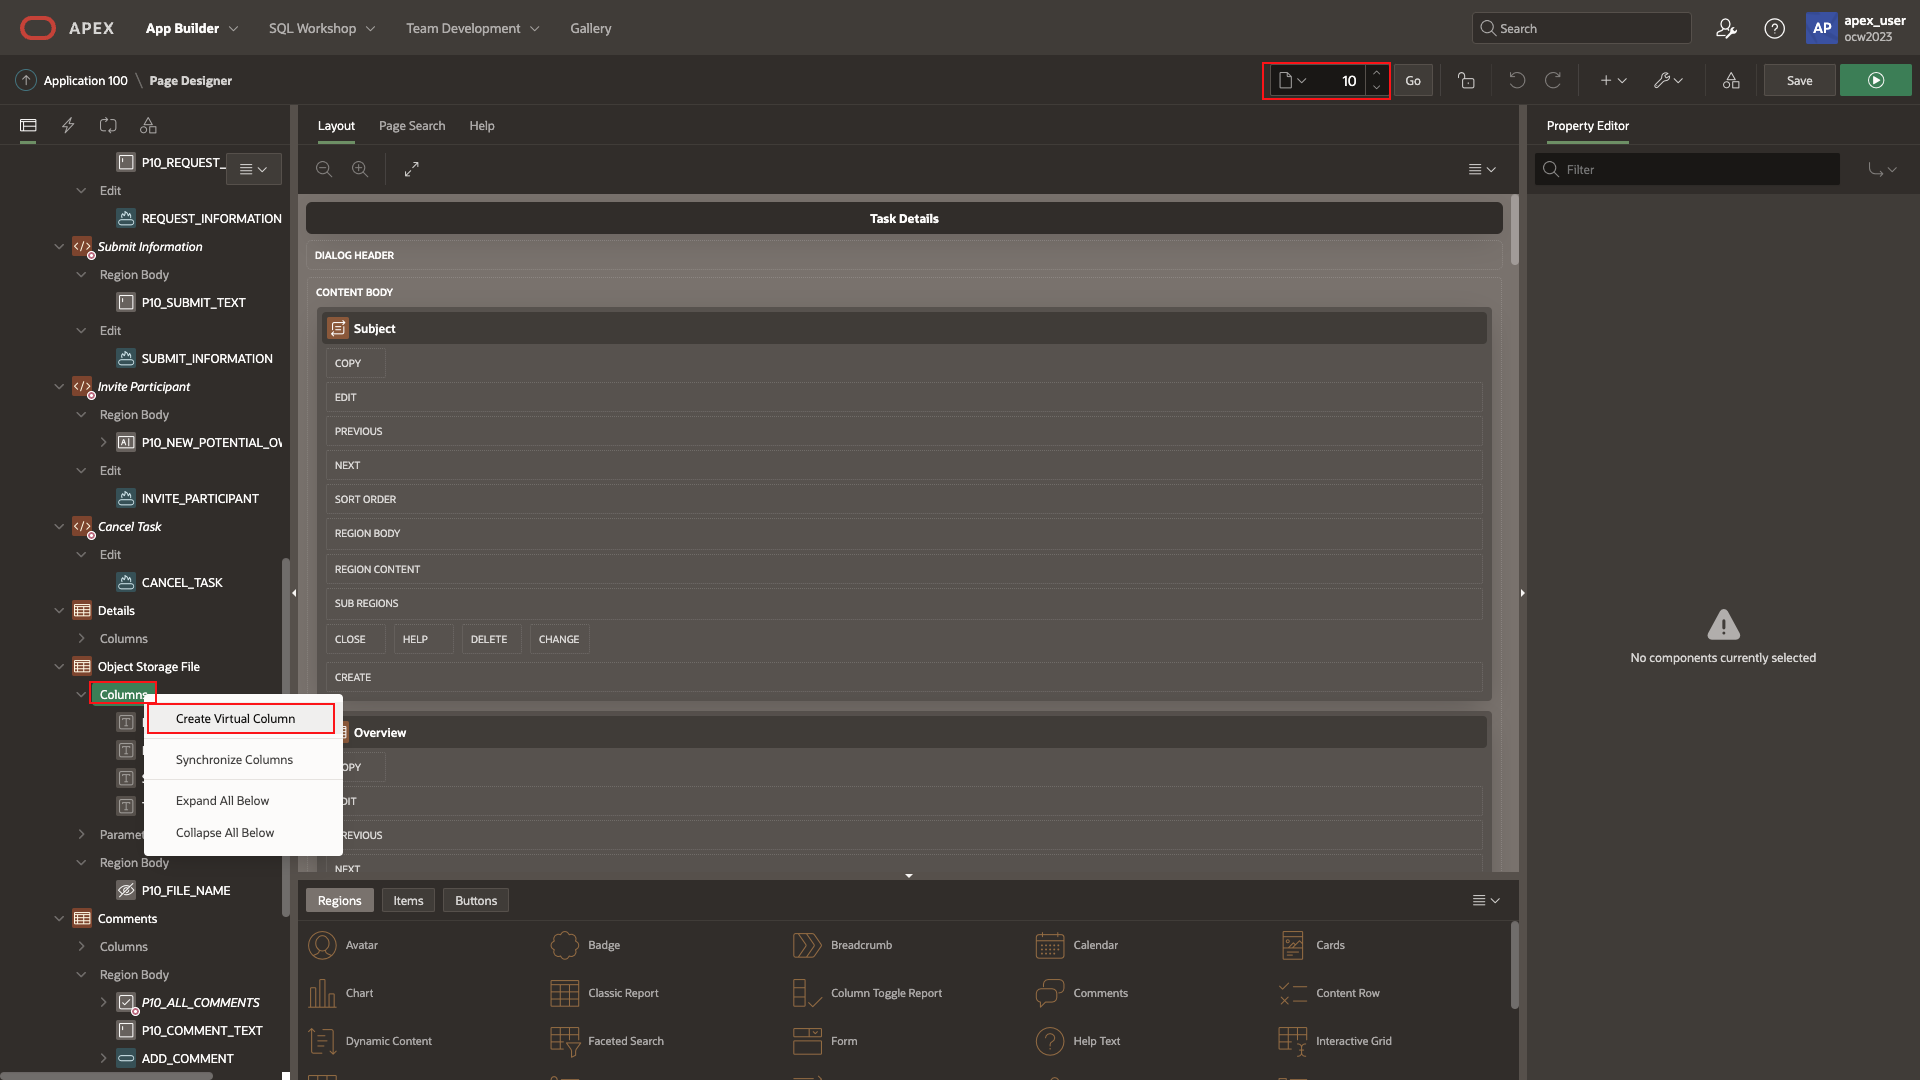 APEX App Builder SQL Workshop Team Development Gallery Search AP apex_user
ocw2023
Application 100 \ Page Designer 10 Go Save
Layout Page Search Help Property Editor
Filter
P10_REQUEST_
Edit
REQUEST_INFORMATION
Submit Information
Region Body
P10_SUBMIT_TEXT
Edit
SUBMIT_INFORMATION
Invite Participant
Region Body
P10_NEW_POTENTIAL_OW
Edit
INVITE_PARTICIPANT
Cancel Task
Edit
CANCEL_TASK
Details
Columns
Object Storage File
Columns
Create Virtual Column
Synchronize Columns
Expand All Below
Collapse All Below
Paramet
Region Body
P10_FILE_NAME
Comments
Columns
Region Body
P10_ALL_COMMENTS
P10_COMMENT_TEXT
ADD_COMMENT
Task Details
DIALOG HEADER
CONTENT BODY
Subject
COPY
EDIT
PREVIOUS
NEXT
SORT ORDER
REGION BODY
REGION CONTENT
SUB REGIONS
CLOSE HELP DELETE CHANGE
CREATE
Overview
OPY
DIT
REVIOUS
NEXT
Regions Items Buttons
Avatar Badge Breadcrumb Calendar Cards
Chart Classic Report Column Toggle Report Comments Content Row
Dynamic Content Faceted Search Form Help Text Interactive Grid
No components currently selected